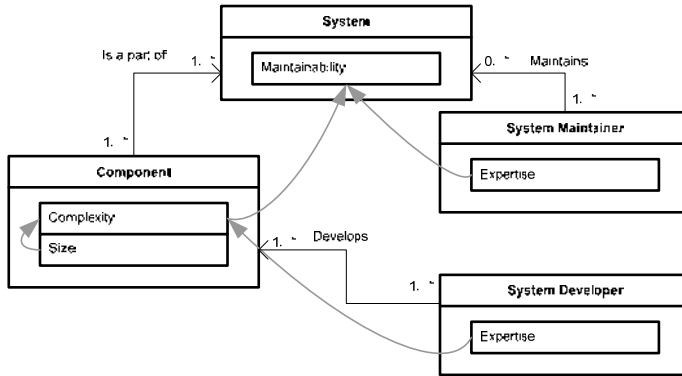 System
Maintainability
Is a part of
1..*
0..*
Maintains
1..*
1..*
System Maintainer
Expertise
Component
Complexity
Size
1..*
Develops
1..*
System Developer
Expertise